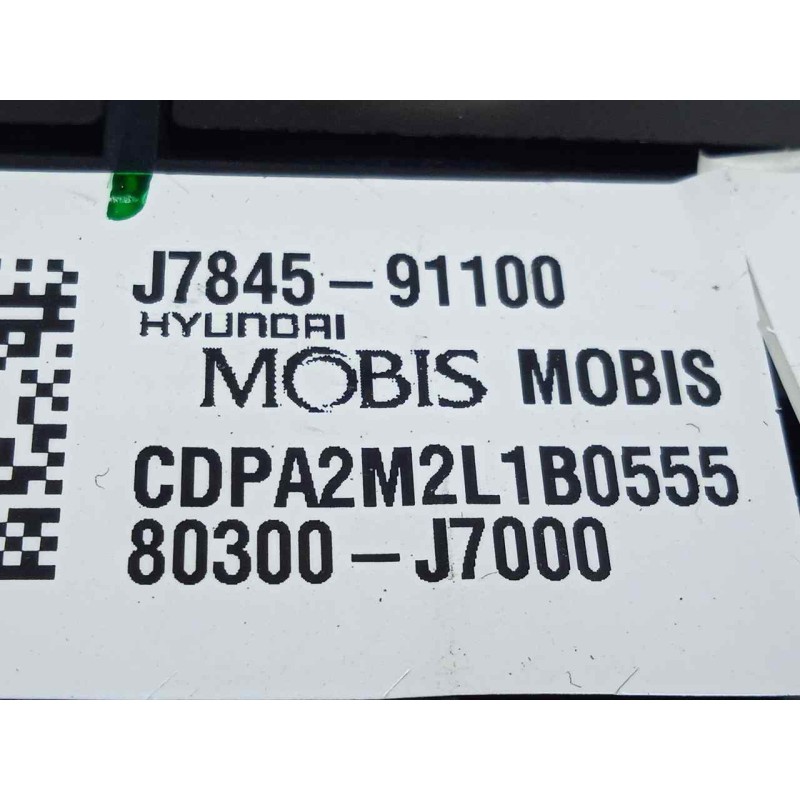 J7845-91100
HYUNDAI
MOBIS MOBIS
CDPA2M2L1B0555
80300-J7000